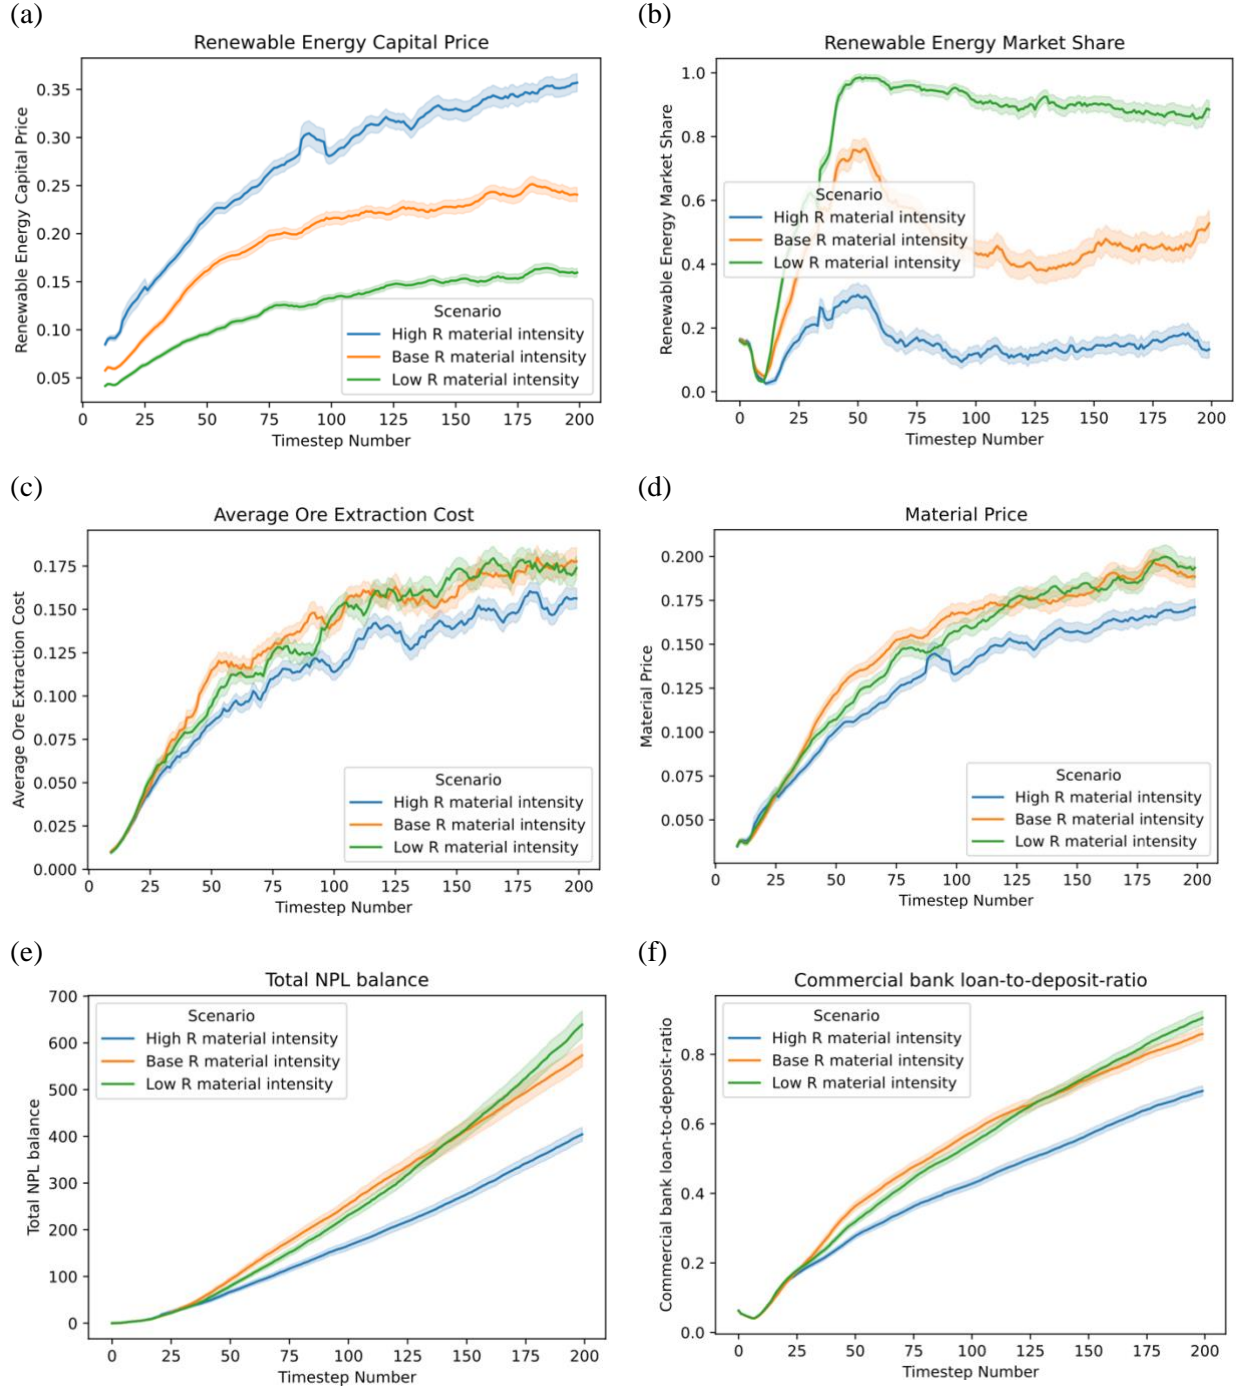 (a)
Renewable Energy Capital Price
Renewable Energy Capital Price
0.35
0.30
0.25
0.20
0.15
0.10
0.05
Scenario
High R material intensity
Base R material intensity
Low R material intensity
0 25 50 75 100 125 150 175 200
Timestep Number
(b)
Renewable Energy Market Share
Renewable Energy Market Share
1.0
0.8
0.6
0.4
0.2
0.0
Scenario
High R material intensity
Base R material intensity
Low R material intensity
0 25 50 75 100 125 150 175 200
Timestep Number
(c)
Average Ore Extraction Cost
Average Ore Extraction Cost
0.175
0.150
0.125
0.100
0.075
0.050
0.025
0.000
Scenario
High R material intensity
Base R material intensity
Low R material intensity
0 25 50 75 100 125 150 175 200
Timestep Number
(d)
Material Price
Material Price
0.200
0.175
0.150
0.125
0.100
0.075
0.050
Scenario
High R material intensity
Base R material intensity
Low R material intensity
0 25 50 75 100 125 150 175 200
Timestep Number
(e)
Total NPL balance
Total NPL balance
700
600
500
400
300
200
100
0
Scenario
High R material intensity
Base R material intensity
Low R material intensity
0 25 50 75 100 125 150 175 200
Timestep Number
(f)
Commercial bank loan-to-deposit-ratio
Commercial bank loan-to-deposit-ratio
0.8
0.6
0.4
0.2
0.0
Scenario
High R material intensity
Base R material intensity
Low R material intensity
0 25 50 75 100 125 150 175 200
Timestep Number